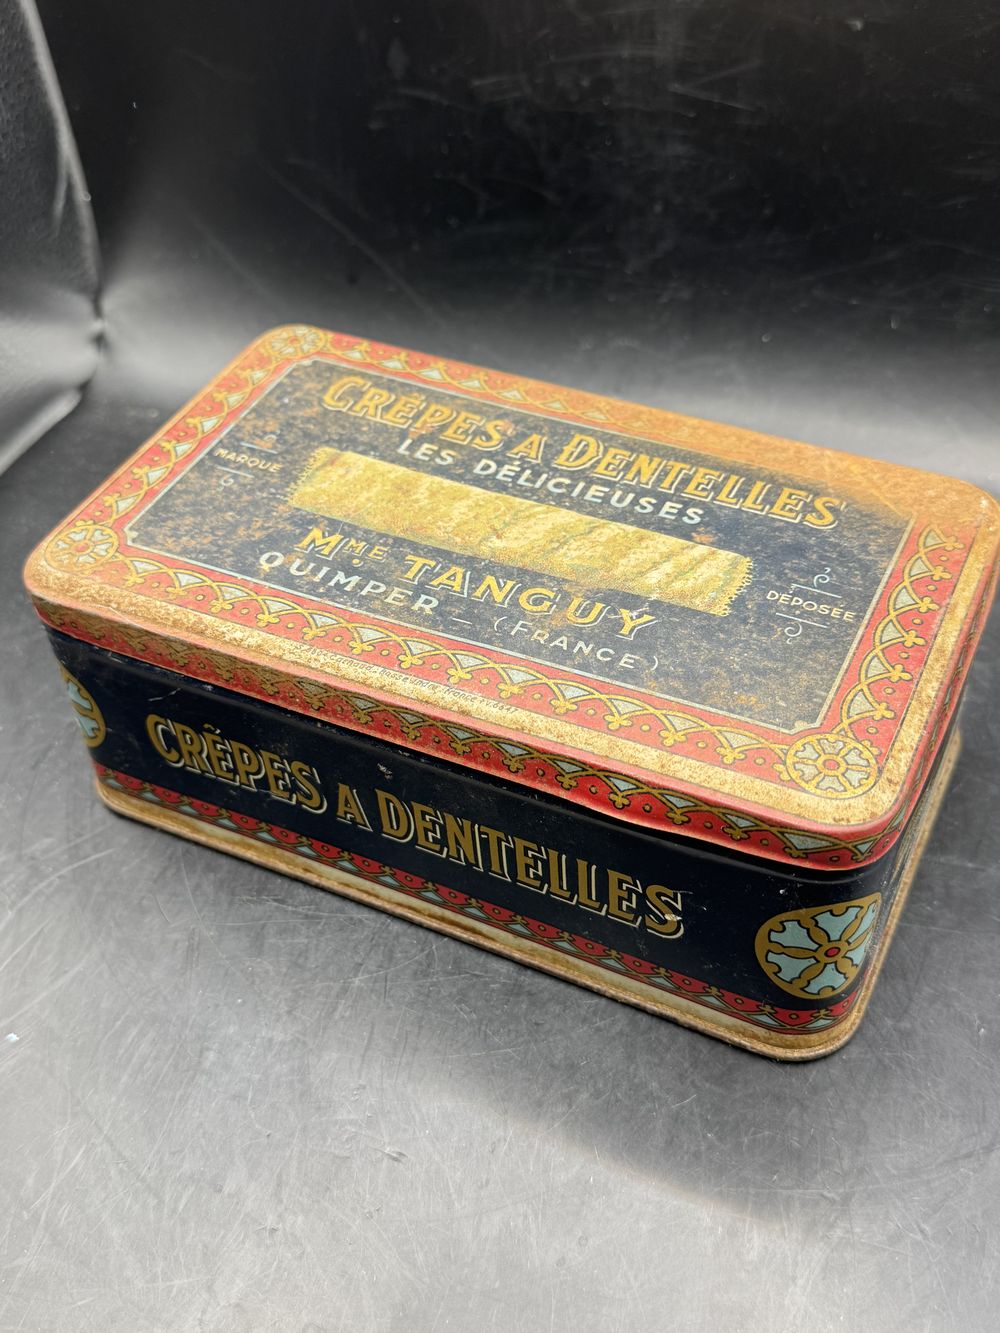 CRÊPES A DENTELLES
LES DÉLICIEUSES
MARQUE
DÉPOSÉE
MME TANGUY
QUIMPER – (FRANCE)
CRÊPES A DENTELLES